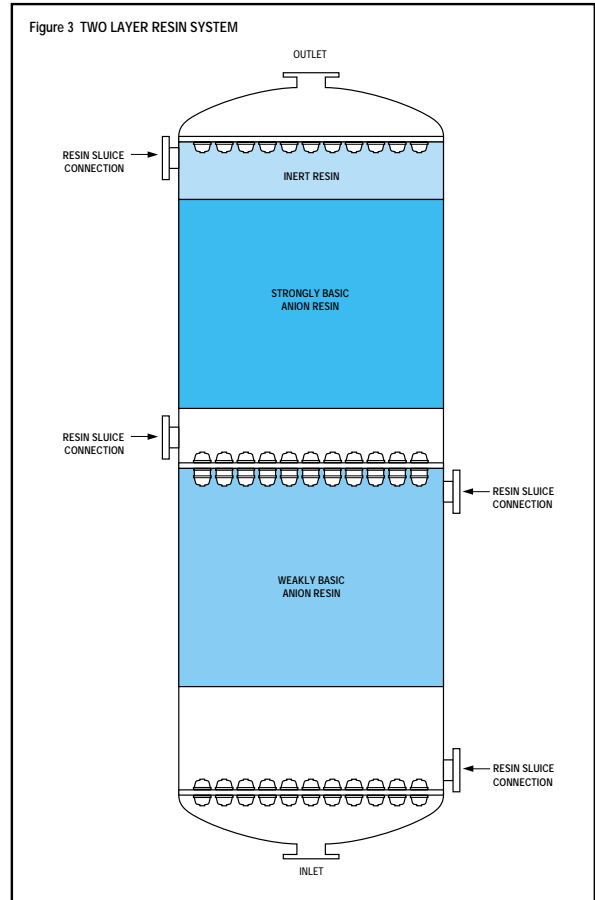 Figure 3 TWO LAYER RESIN SYSTEM
OUTLET
RESIN SLUICE
CONNECTION
INERT RESIN
STRONGLY BASIC
ANION RESIN
RESIN SLUICE
CONNECTION
RESIN SLUICE
CONNECTION
WEAKLY BASIC
ANION RESIN
RESIN SLUICE
CONNECTION
INLET